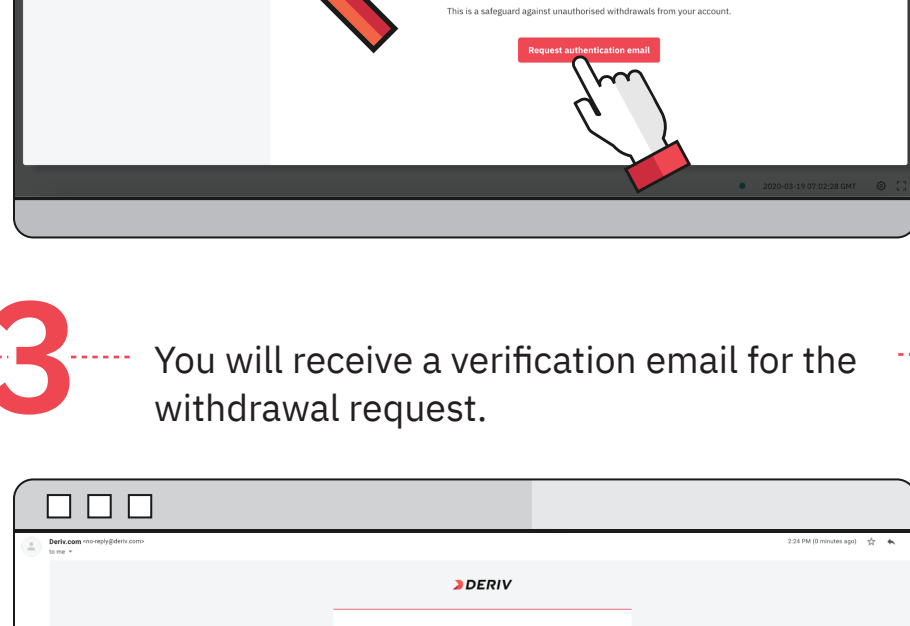 This is a safeguard against unauthorised withdrawals from your account.
Request authentication email
2020-03-19 07:02:28 GMT
3
You will receive a verification email for the
withdrawal request.
Deriv.com <no-reply@deriv.com>
2:24 PM (0 minutes ago)
to me
DERIV